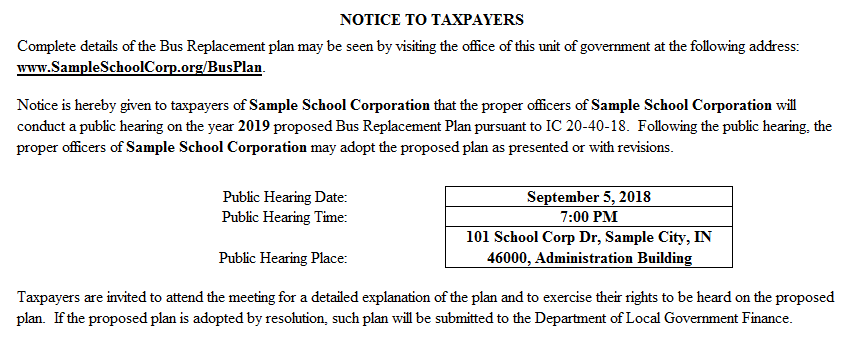 NOTICE TO TAXPAYERS
Complete details of the Bus Replacement plan may be seen by visiting the office of this unit of government at the following address:
www.SampleSchoolCorp.org/BusPlan.
Notice is hereby given to taxpayers of Sample School Corporation that the proper officers of Sample School Corporation will
conduct a public hearing on the year 2019 proposed Bus Replacement Plan pursuant to IC 20-40-18.  Following the public hearing, the
proper officers of Sample School Corporation may adopt the proposed plan as presented or with revisions.
Public Hearing Date: September 5, 2018
Public Hearing Time: 7:00 PM
101 School Corp Dr, Sample City, IN
Public Hearing Place: 46000, Administration Building
Taxpayers are invited to attend the meeting for a detailed explanation of the plan and to exercise their rights to be heard on the proposed
plan.  If the proposed plan is adopted by resolution, such plan will be submitted to the Department of Local Government Finance.